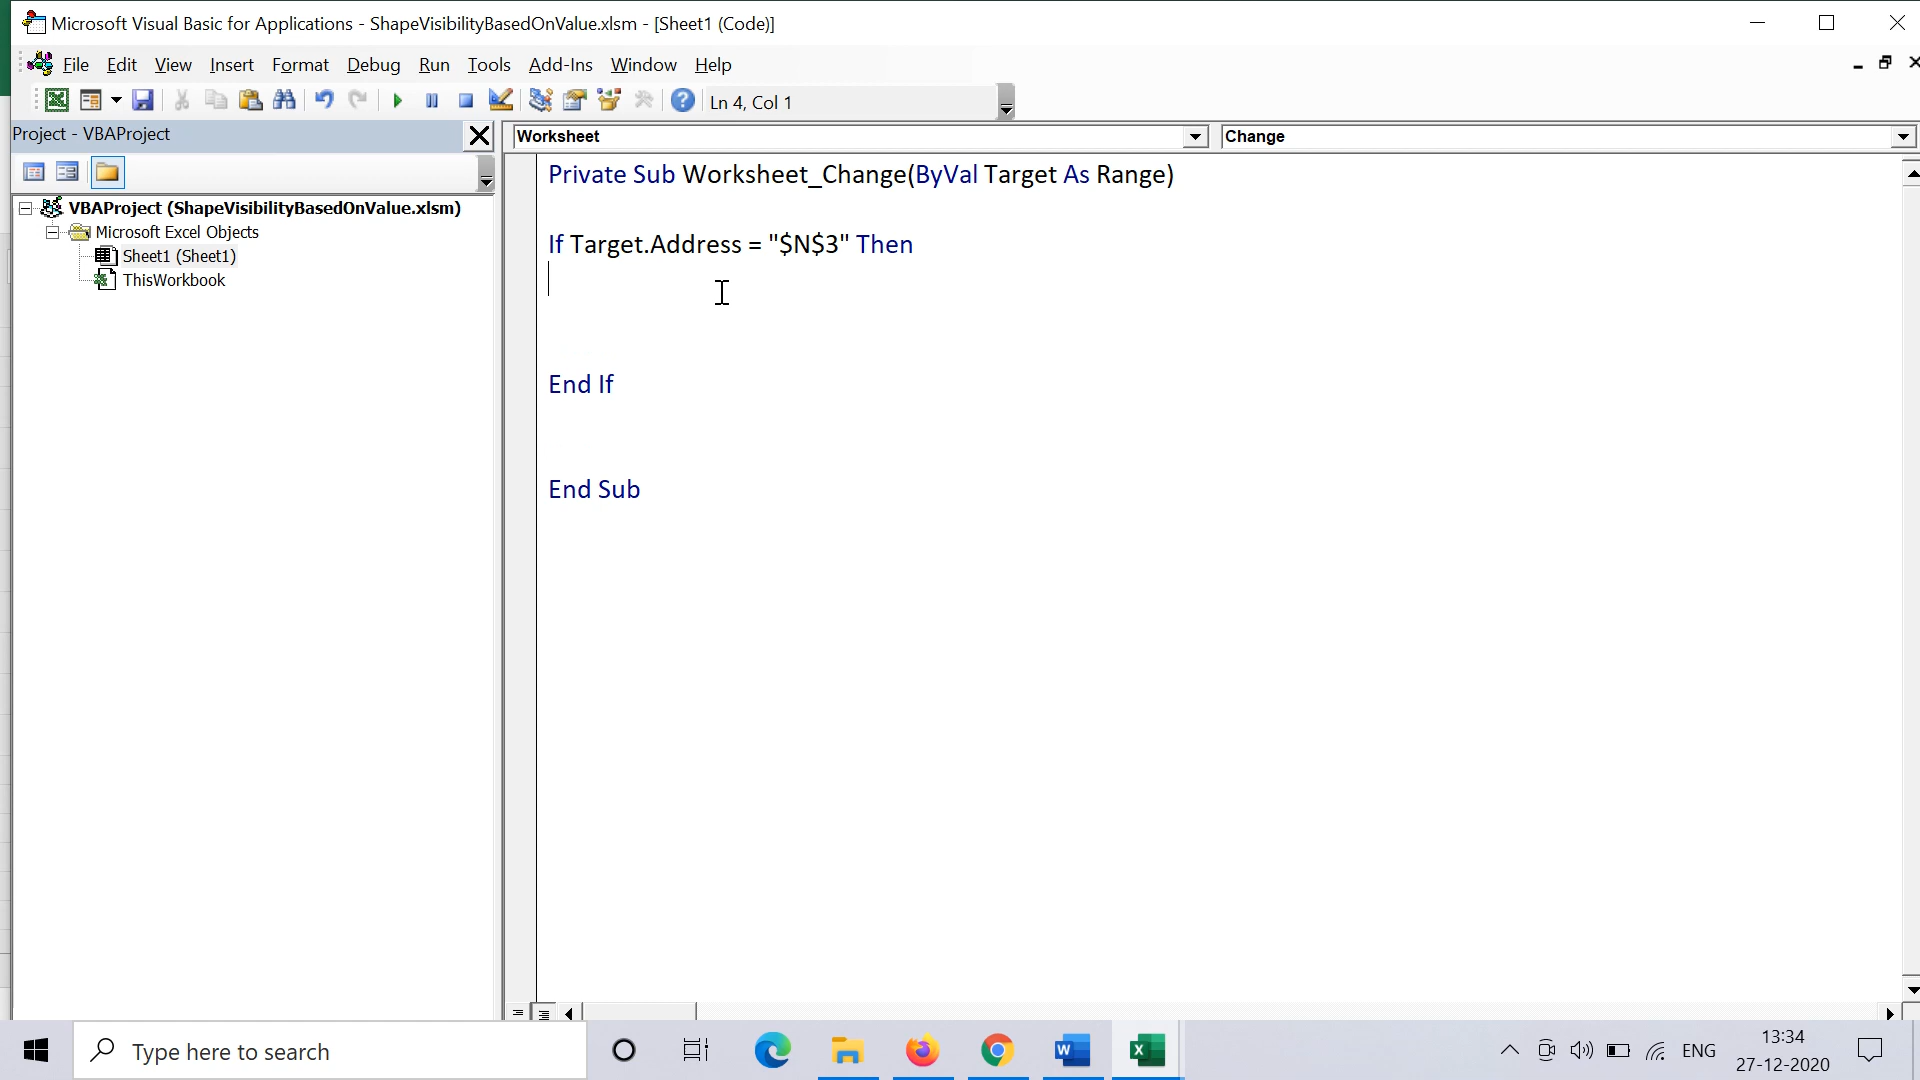 Microsoft Visual Basic for Applications - ShapeVisibilityBasedOnValue.xlsm - [Sheet1 (Code)]
File Edit View Insert Format Debug Run Tools Add-Ins Window Help
Ln 4, Col 1
Project - VBAProject
Worksheet
Change
VBAProject (ShapeVisibilityBasedOnValue.xlsm)
Microsoft Excel Objects
Sheet1 (Sheet1)
ThisWorkbook
Private Sub Worksheet_Change(ByVal Target As Range)
If Target.Address = "$N$3" Then
End If
End Sub
Type here to search
ENG
13:34
27-12-2020